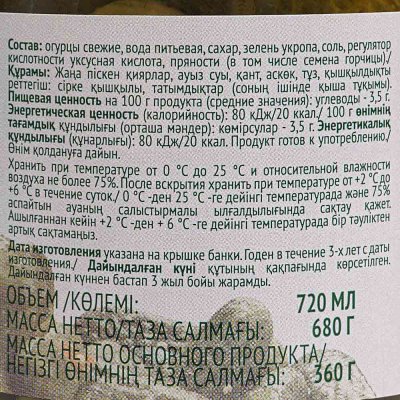 Состав: огурцы свежие, вода питьевая, сахар, зелень укропа, соль, регулятор
кислотности уксусная кислота, пряности (в том числе семена горчицы)./
Құрамы: Жаңа піскен қиярлар, ауыз суы, қант, аскөк, тұз, қышқылдықты
реттегіш: сірке қышқылы, татымдықтар (соның ішінде қыша тұқымы).
Пищевая ценность на 100 г продукта (средние значения): углеводы - 3,5 г.
Энергетическая ценность (калорийность): 80 кДж/20 ккал./ 100 г өнімнің
тағамдық құндылығы (орташа мәндер): көмірсулар - 3,5 г. Энергетикалық
құндылығы (құнарлығы): 80 кДж/20 ккал. Продукт готов к употреблению./
Өнім қолдануға дайын.
Хранить при температуре от 0 °С до 25 °С и относительной влажности
воздуха не более 75%. После вскрытия хранить при температуре от +2 °С до
+6 °С в течение суток./ 0 °С -ден 25 °С -ге дейінгі температурада және 75%
аспайтын ауаның салыстырмалы ылғалдылығында сақтау қажет.
Ашылғаннан кейін +2 °С -ден + 6 °С -ге дейінгі температурада бір тәуліктен
артық сақтамаңыз.
Дата изготовления указана на крышке банки. Годен в течение 3-х лет с даты
изготовления./ Дайындалған күні құтының қақпағында көрсетілген.
Дайындалған күннен бастап 3 жыл бойы жарамды.
ОБЪЕМ /КӨЛЕМІ: 720 МЛ
МАССА НЕТТО/ТАЗА САЛМАҒЫ: 680 Г
МАССА НЕТТО ОСНОВНОГО ПРОДУКТА/
НЕГІЗГІ ӨНІМНІҢ ТАЗА САЛМАҒЫ: 360 Г